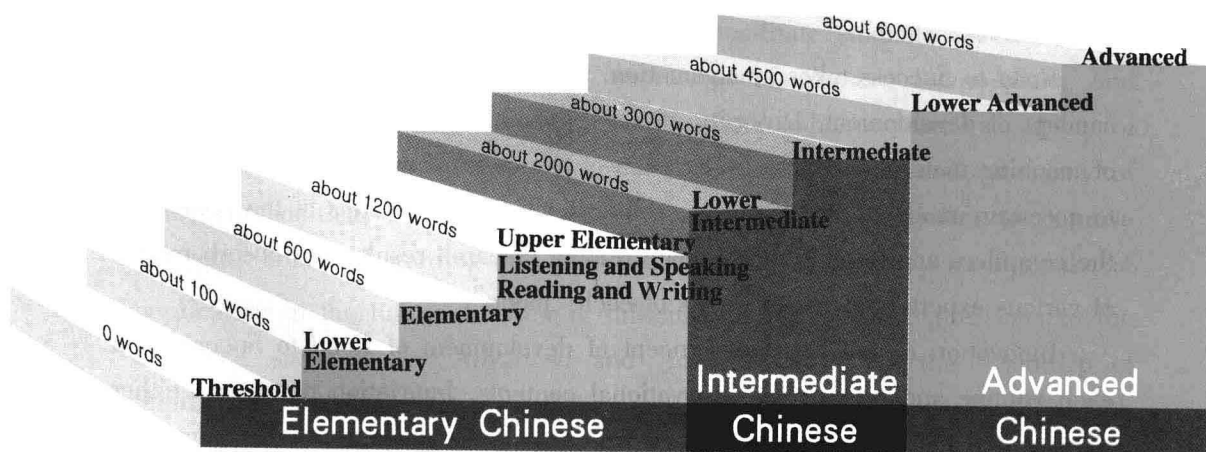 about 6000 words
Advanced
about 4500 words
Lower Advanced
about 3000 words
Intermediate
about 2000 words
Lower
Intermediate
about 1200 words
Upper Elementary
Listening and Speaking
Reading and Writing
about 600 words
Elementary
about 100 words
Lower
Elementary
0 words
Threshold
Elementary Chinese
Intermediate
Chinese
Advanced
Chinese